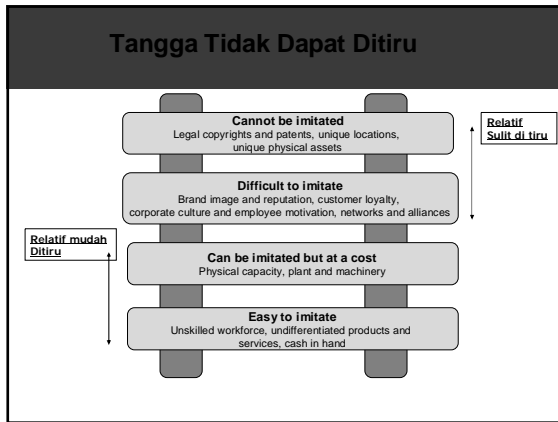 Tangga Tidak Dapat Ditiru
Cannot be imitated
Legal copyrights and patents, unique locations,
unique physical assets
Relatif
Sulit di tiru
Difficult to imitate
Brand image and reputation, customer loyalty,
corporate culture and employee motivation, networks and alliances
Relatif mudah
Ditiru
Can be imitated but at a cost
Physical capacity, plant and machinery
Easy to imitate
Unskilled workforce, undifferentiated products and
services, cash in hand